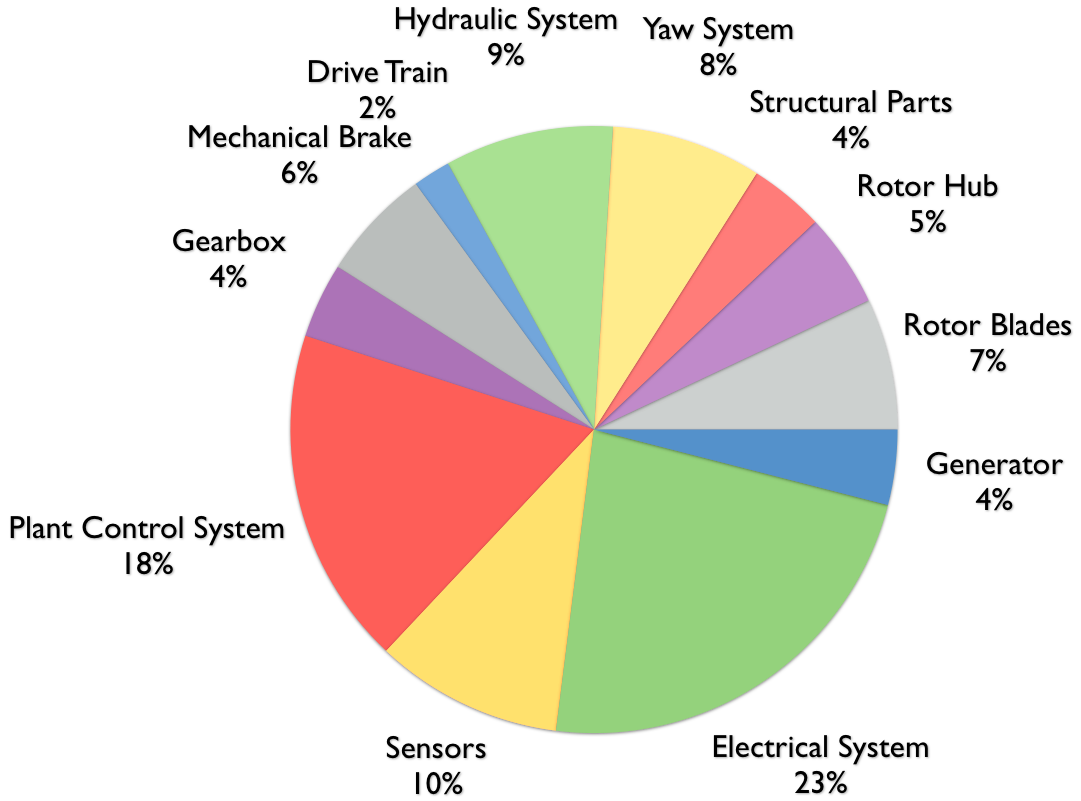 Hydraulic System
9%
Yaw System
8%
Drive Train
2%
Structural Parts
4%
Mechanical Brake
6%
Rotor Hub
5%
Gearbox
4%
Rotor Blades
7%
Generator
4%
Plant Control System
18%
Sensors
10%
Electrical System
23%